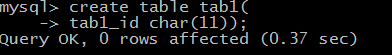 mysql> create table tab1(
    -> tab1_id char(11));
Query OK, 0 rows affected (0.37 sec)